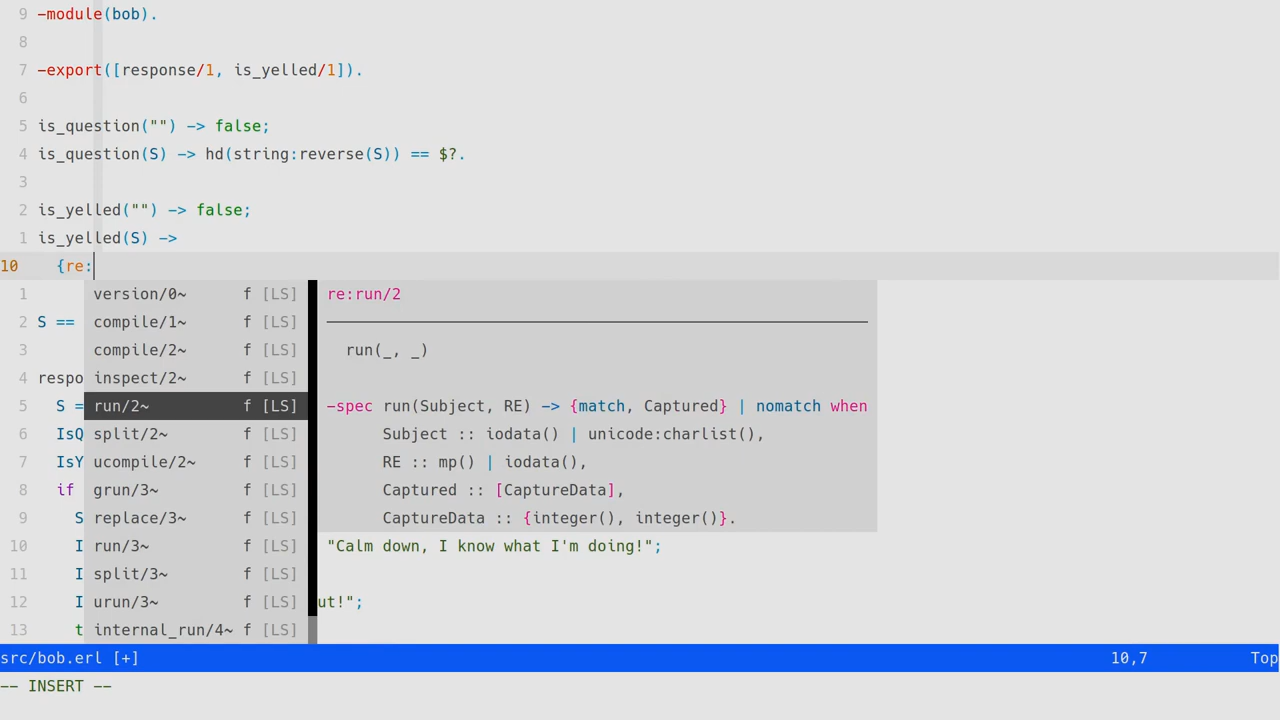 9 -module(bob).
8
7 -export([response/1, is_yelled/1]).
6
5 is_question("") -> false;
4 is_question(S) -> hd(string:reverse(S)) == $?.
3
2 is_yelled("") -> false;
1 is_yelled(S) ->
10 {re:
1 version/0~ f [LS] re:run/2
2 S == compile/1~ f [LS]
3 compile/2~ f [LS] run(_, _)
4 respo inspect/2~ f [LS]
5 S = run/2~ f [LS] -spec run(Subject, RE) -> {match, Captured} | nomatch when
6 IsQ split/2~ f [LS] Subject :: iodata() | unicode:charlist(),
7 IsY ucompile/2~ f [LS] RE :: mp() | iodata(),
8 if grun/3~ f [LS] Captured :: [CaptureData],
9 S replace/3~ f [LS] CaptureData :: {integer(), integer()}.
10 I run/3~ f [LS] "Calm down, I know what I'm doing!";
11 I split/3~ f [LS]
12 I urun/3~ f [LS] ut!";
13 t internal_run/4~ f [LS]
src/bob.erl [+] 10,7 Top
-- INSERT --